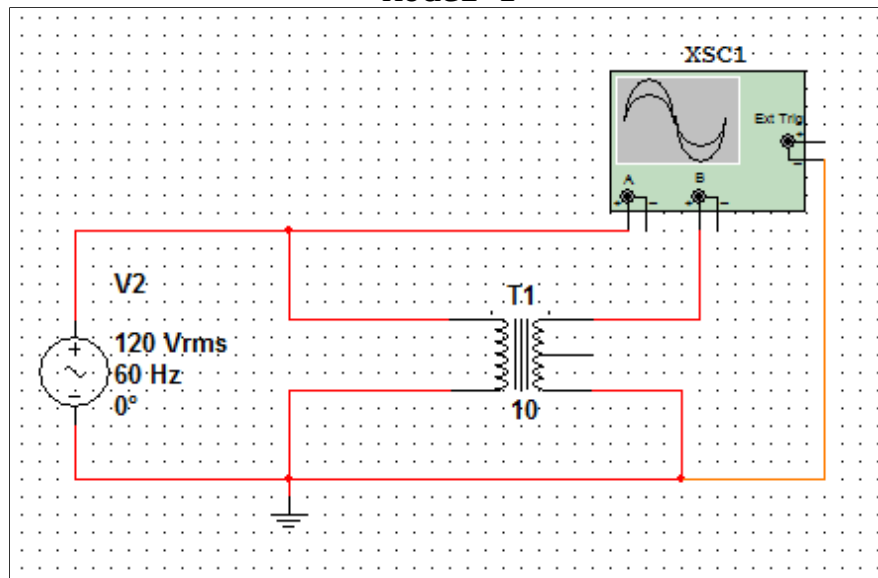 XSC1
Ext Trig
+
−
A
B
+ −
+ −
V2
+
−
120 Vrms
60 Hz
0°
T1
10